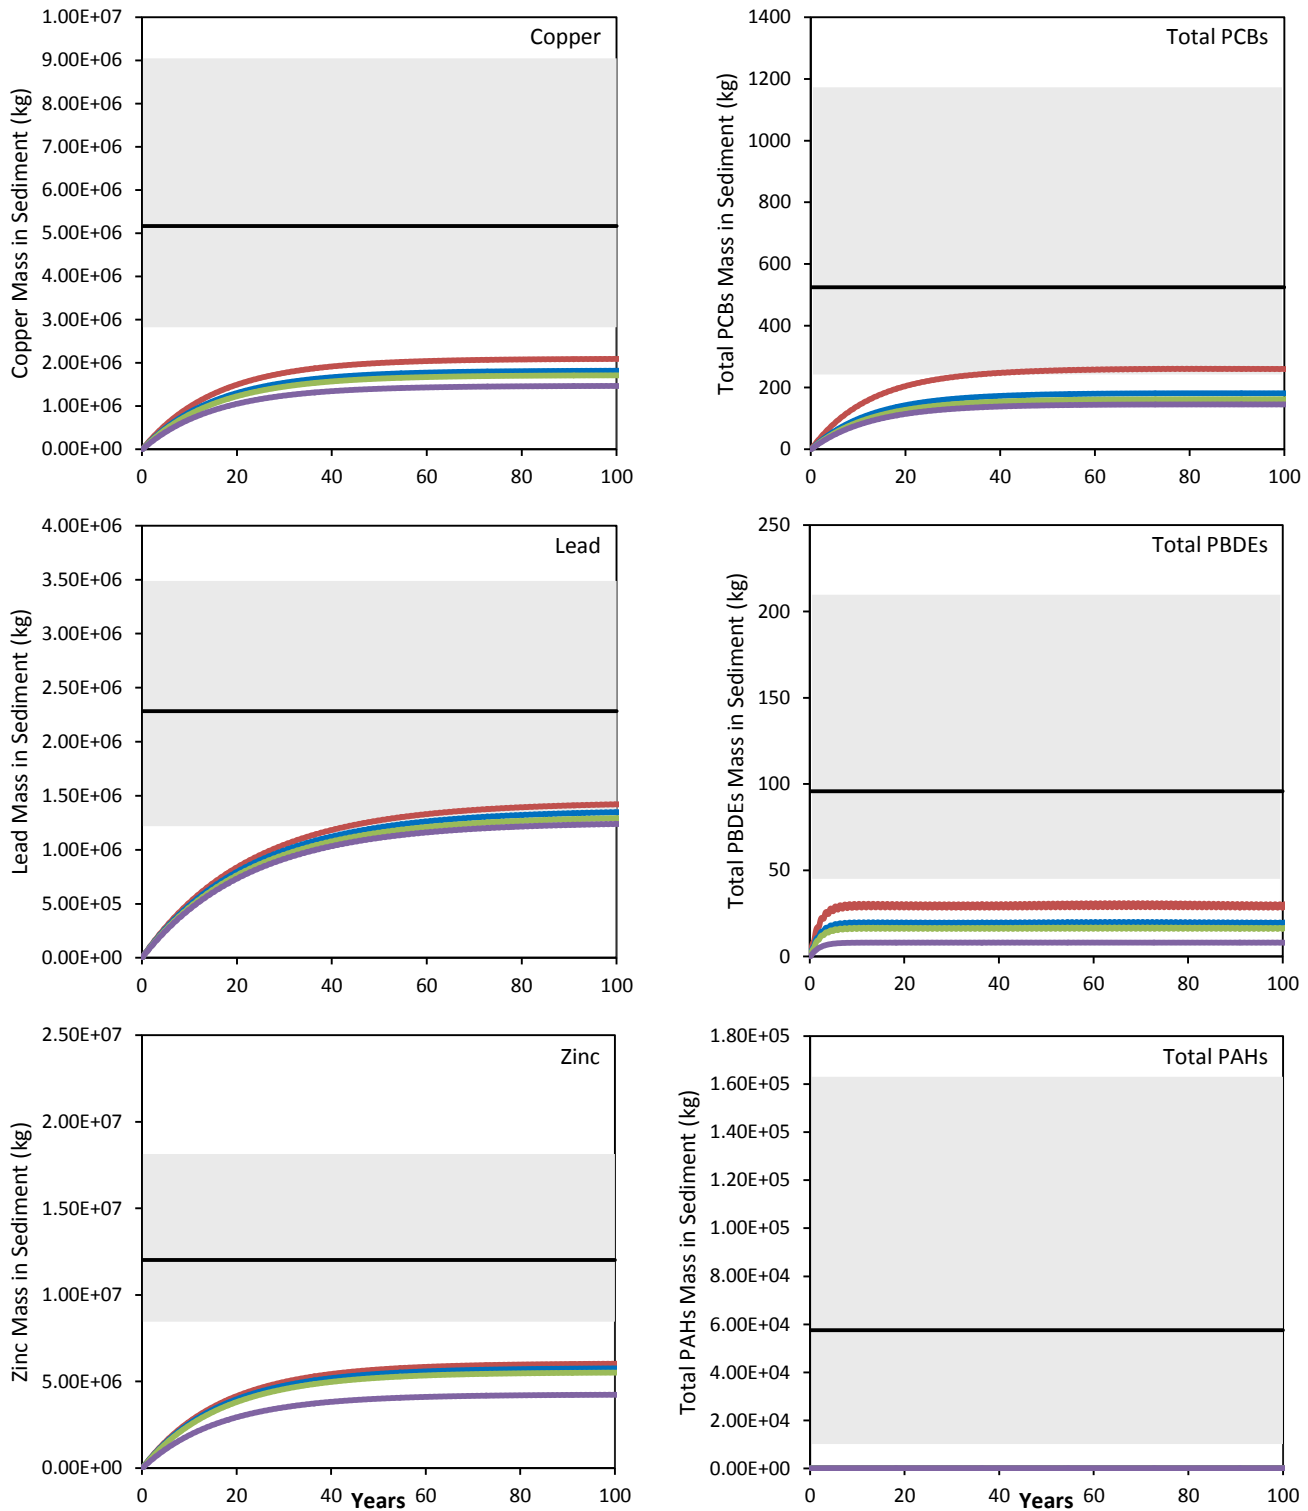 Copper
Copper Mass in Sediment (kg)
1.00E+07
9.00E+06
8.00E+06
7.00E+06
6.00E+06
5.00E+06
4.00E+06
3.00E+06
2.00E+06
1.00E+06
0.00E+00
0 20 40 60 80 100
Total PCBs
Total PCBs Mass in Sediment (kg)
1400
1200
1000
800
600
400
200
0
0 20 40 60 80 100
Lead
Lead Mass in Sediment (kg)
4.00E+06
3.50E+06
3.00E+06
2.50E+06
2.00E+06
1.50E+06
1.00E+06
5.00E+05
0.00E+00
0 20 40 60 80 100
Total PBDEs
Total PBDEs Mass in Sediment (kg)
250
200
150
100
50
0
0 20 40 60 80 100
Zinc
Zinc Mass in Sediment (kg)
2.50E+07
2.00E+07
1.50E+07
1.00E+07
5.00E+06
0.00E+00
0 20 40 60 80 100
Years
Total PAHs
Total PAHs Mass in Sediment (kg)
1.80E+05
1.60E+05
1.40E+05
1.20E+05
1.00E+05
8.00E+04
6.00E+04
4.00E+04
2.00E+04
0.00E+00
0 20 40 60 80 100
Years